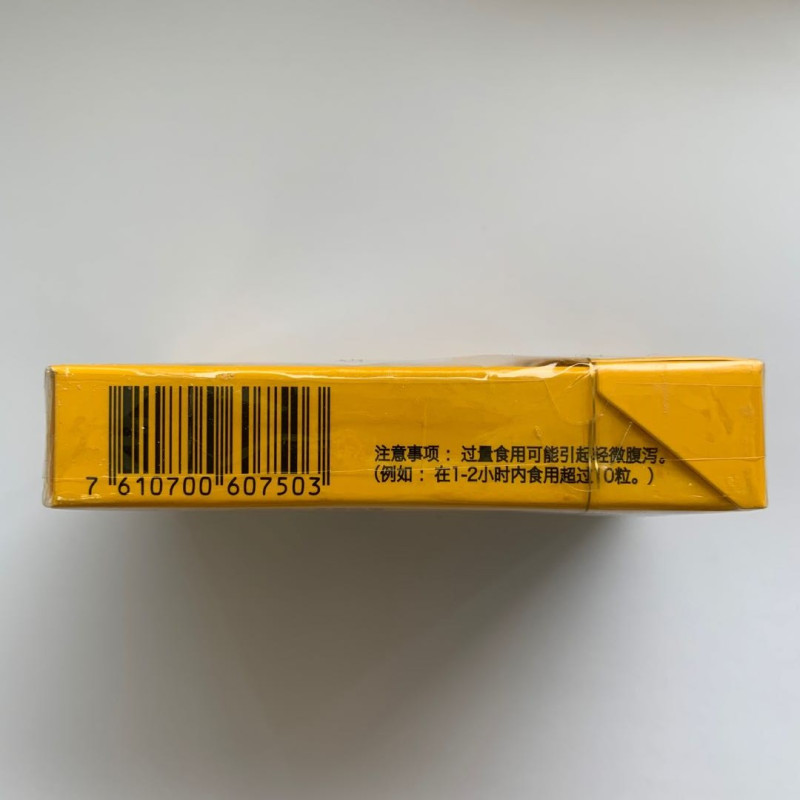 7 610700 607503
注意事项：过量食用可能引起轻微腹泻。
（例如：在1-2小时内食用超过10粒。）